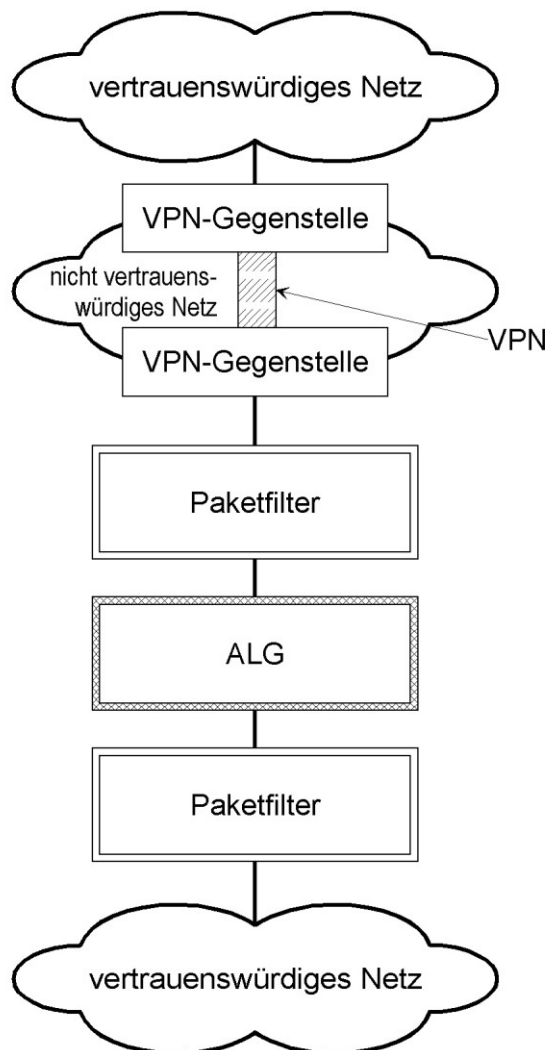 vertrauenswürdiges Netz
VPN-Gegenstelle
nicht vertrauens-
würdiges Netz
VPN
VPN-Gegenstelle
Paketfilter
ALG
Paketfilter
vertrauenswürdiges Netz